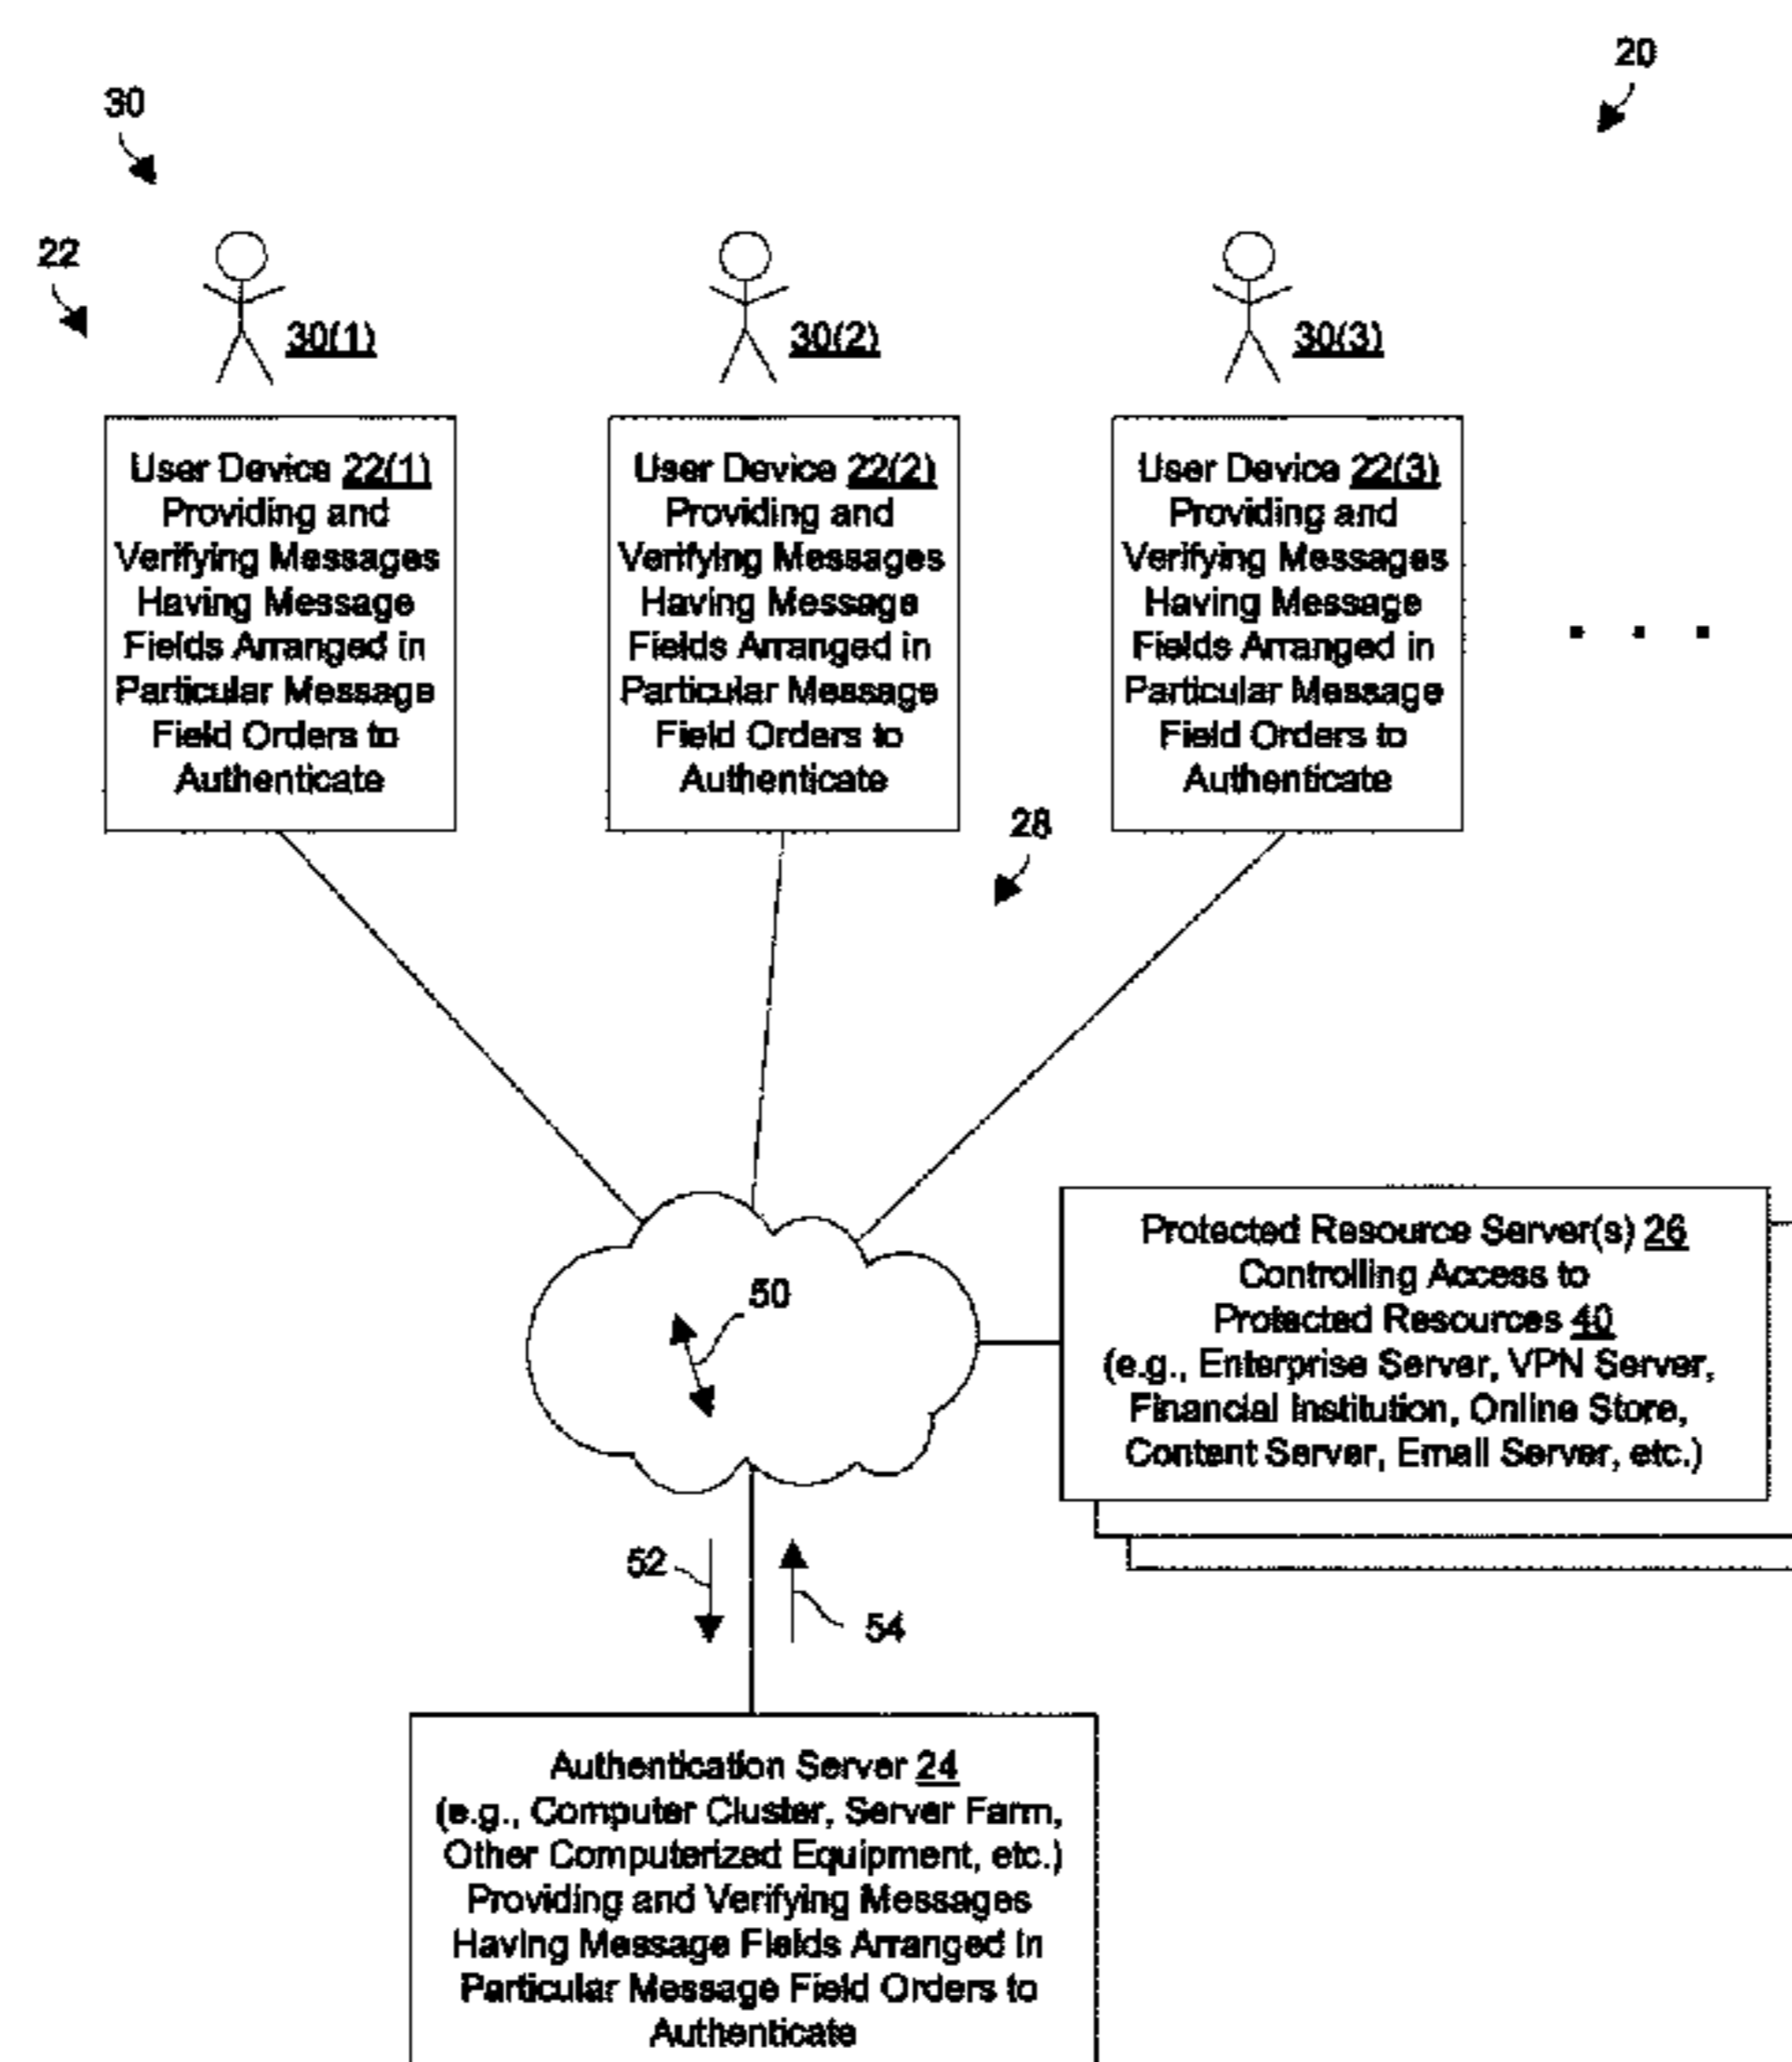 20
30
22
30(1)
30(2)
30(3)
User Device 22(1)
Providing and
Verifying Messages
Having Message
Fields Arranged in
Particular Message
Field Orders to
Authenticate
User Device 22(2)
Providing and
Verifying Messages
Having Message
Fields Arranged in
Particular Message
Field Orders to
Authenticate
User Device 22(3)
Providing and
Verifying Messages
Having Message
Fields Arranged in
Particular Message
Field Orders to
Authenticate
. . .
28
50
Protected Resource Server(s) 26
Controlling Access to
Protected Resources 40
(e.g., Enterprise Server, VPN Server,
Financial Institution, Online Store,
Content Server, Email Server, etc.)
52
54
Authentication Server 24
(e.g., Computer Cluster, Server Farm,
Other Computerized Equipment, etc.)
Providing and Verifying Messages
Having Message Fields Arranged in
Particular Message Field Orders to
Authenticate